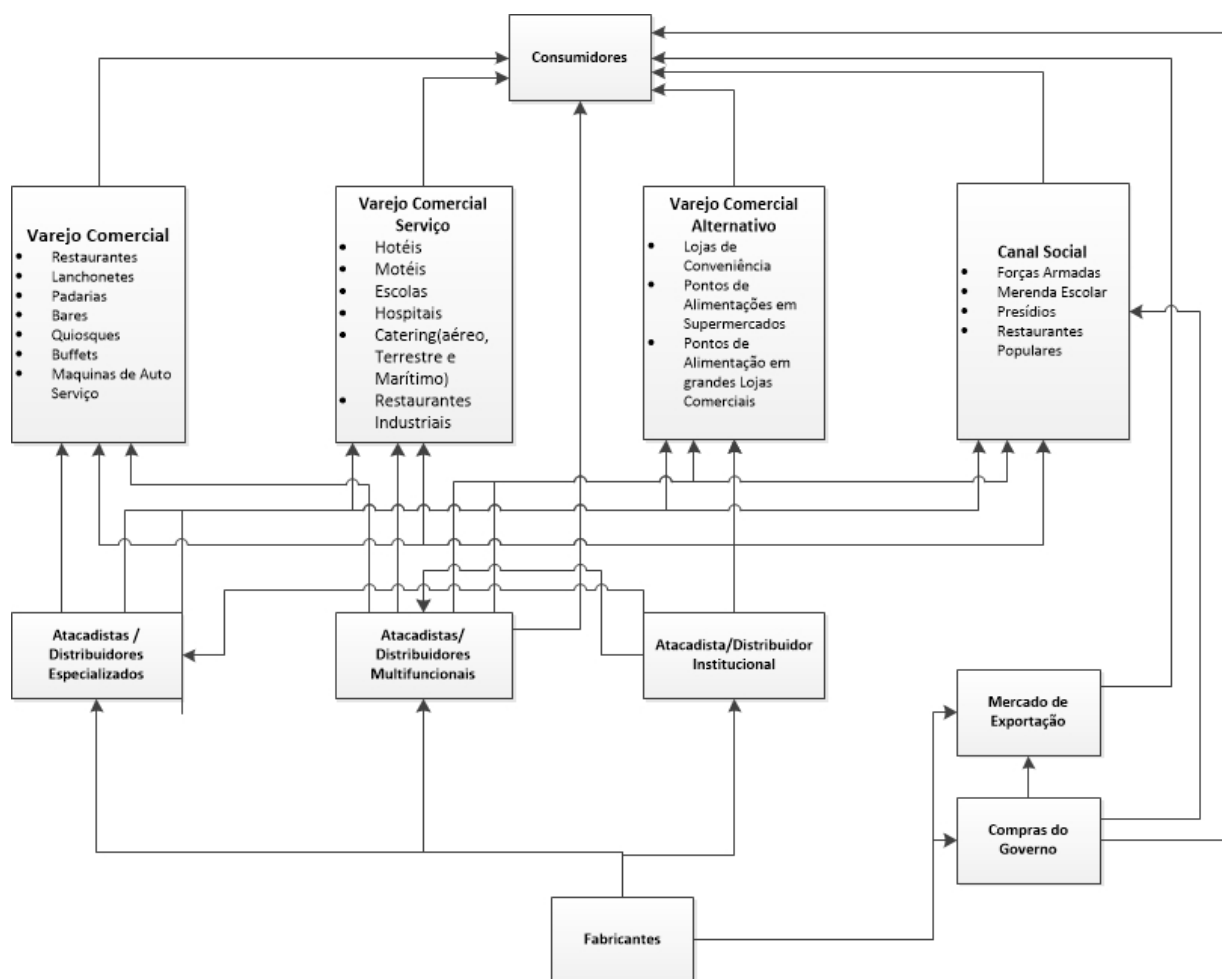 Consumidores
Varejo Comercial
• Restaurantes
• Lanchonetes
• Padarias
• Bares
• Quiosques
• Buffets
• Maquinas de Auto
Serviço
Varejo Comercial
Serviço
• Hotéis
• Motéis
• Escolas
• Hospitais
• Catering(aéreo,
Terrestre e
Marítimo)
• Restaurantes
Industriais
Varejo Comercial
Alternativo
• Lojas de
Conveniência
• Pontos de
Alimentações em
Supermercados
• Pontos de
Alimentação em
grandes Lojas
Comerciais
Canal Social
• Forças Armadas
• Merenda Escolar
• Presídios
• Restaurantes
Populares
Atacadistas /
Distribuidores
Especializados
Atacadistas/
Distribuidores
Multifuncionais
Atacadista/Distribuidor
Institucional
Mercado de
Exportação
Compras do
Governo
Fabricantes